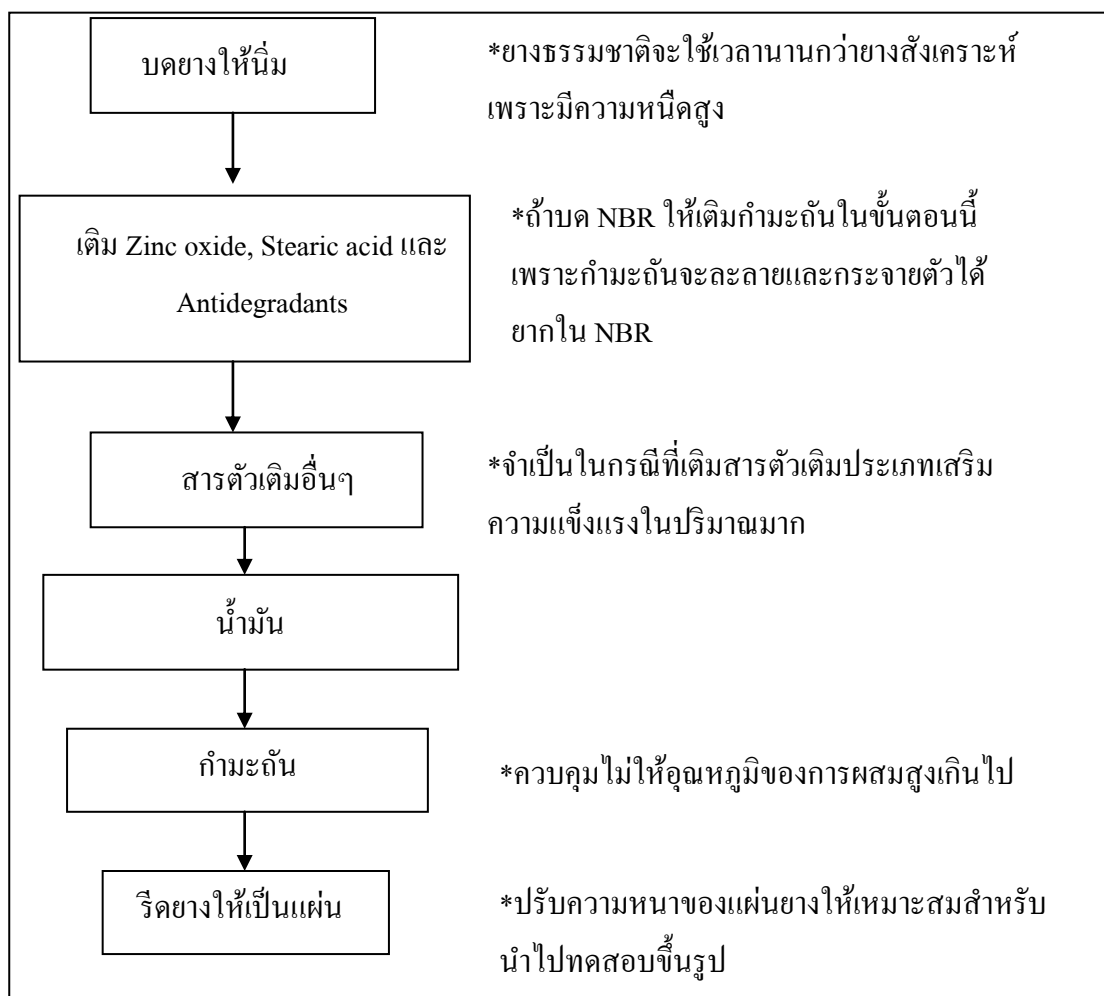 บดยางให้นิ่ม
*ยางธรรมชาติจะใช้เวลานานกว่ายางสังเคราะห์
เพราะมีความหนืดสูง
เติม Zinc oxide, Stearic acid และ
Antidegradants
*ถ้าบด NBR ให้เติมกำมะถันในขั้นตอนนี้
เพราะกำมะถันจะละลายและกระจายตัวได้
ยากใน NBR
สารตัวเติมอื่นๆ
*จำเป็นในกรณีที่เติมสารตัวเติมประเภทเสริม
ความแข็งแรงในปริมาณมาก
น้ำมัน
กำมะถัน
*ควบคุมไม่ให้อุณหภูมิของการผสมสูงเกินไป
รีดยางให้เป็นแผ่น
*ปรับความหนาของแผ่นยางให้เหมาะสมสำหรับ
นำไปทดสอบขึ้นรูป